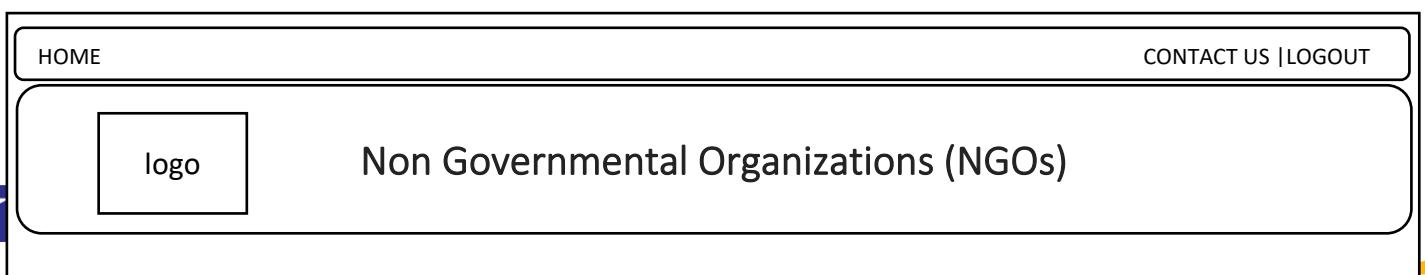 HOME
CONTACT US |LOGOUT
logo
Non Governmental Organizations (NGOs)